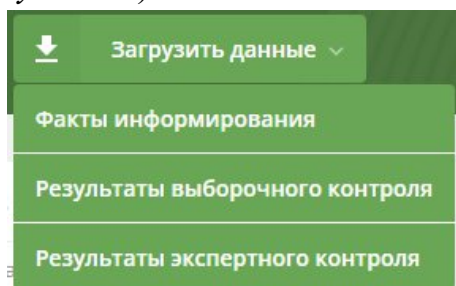 Загрузить данные
Факты информирования
Результаты выборочного контроля
Результаты экспертного контроля